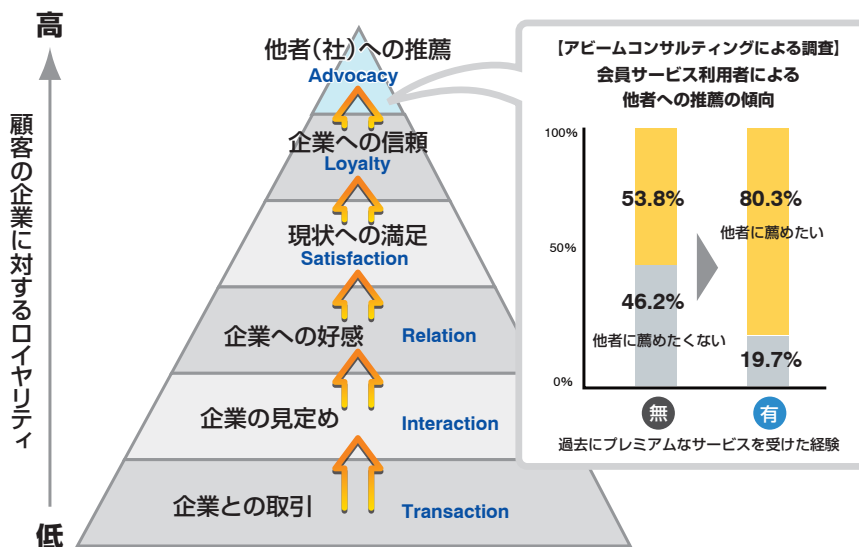 高
顧客の企業に対するロイヤリティ
低
他者（社）への推薦
Advocacy
企業への信頼
Loyalty
現状への満足
Satisfaction
企業への好感
Relation
企業の見定め
Interaction
企業との取引
Transaction
【アビームコンサルティングによる調査】
会員サービス利用者による
他者への推薦の傾向
100%
50%
0%
53.8%
46.2%
他者に薦めたくない
80.3%
他者に薦めたい
19.7%
無
有
過去にプレミアムなサービスを受けた経験